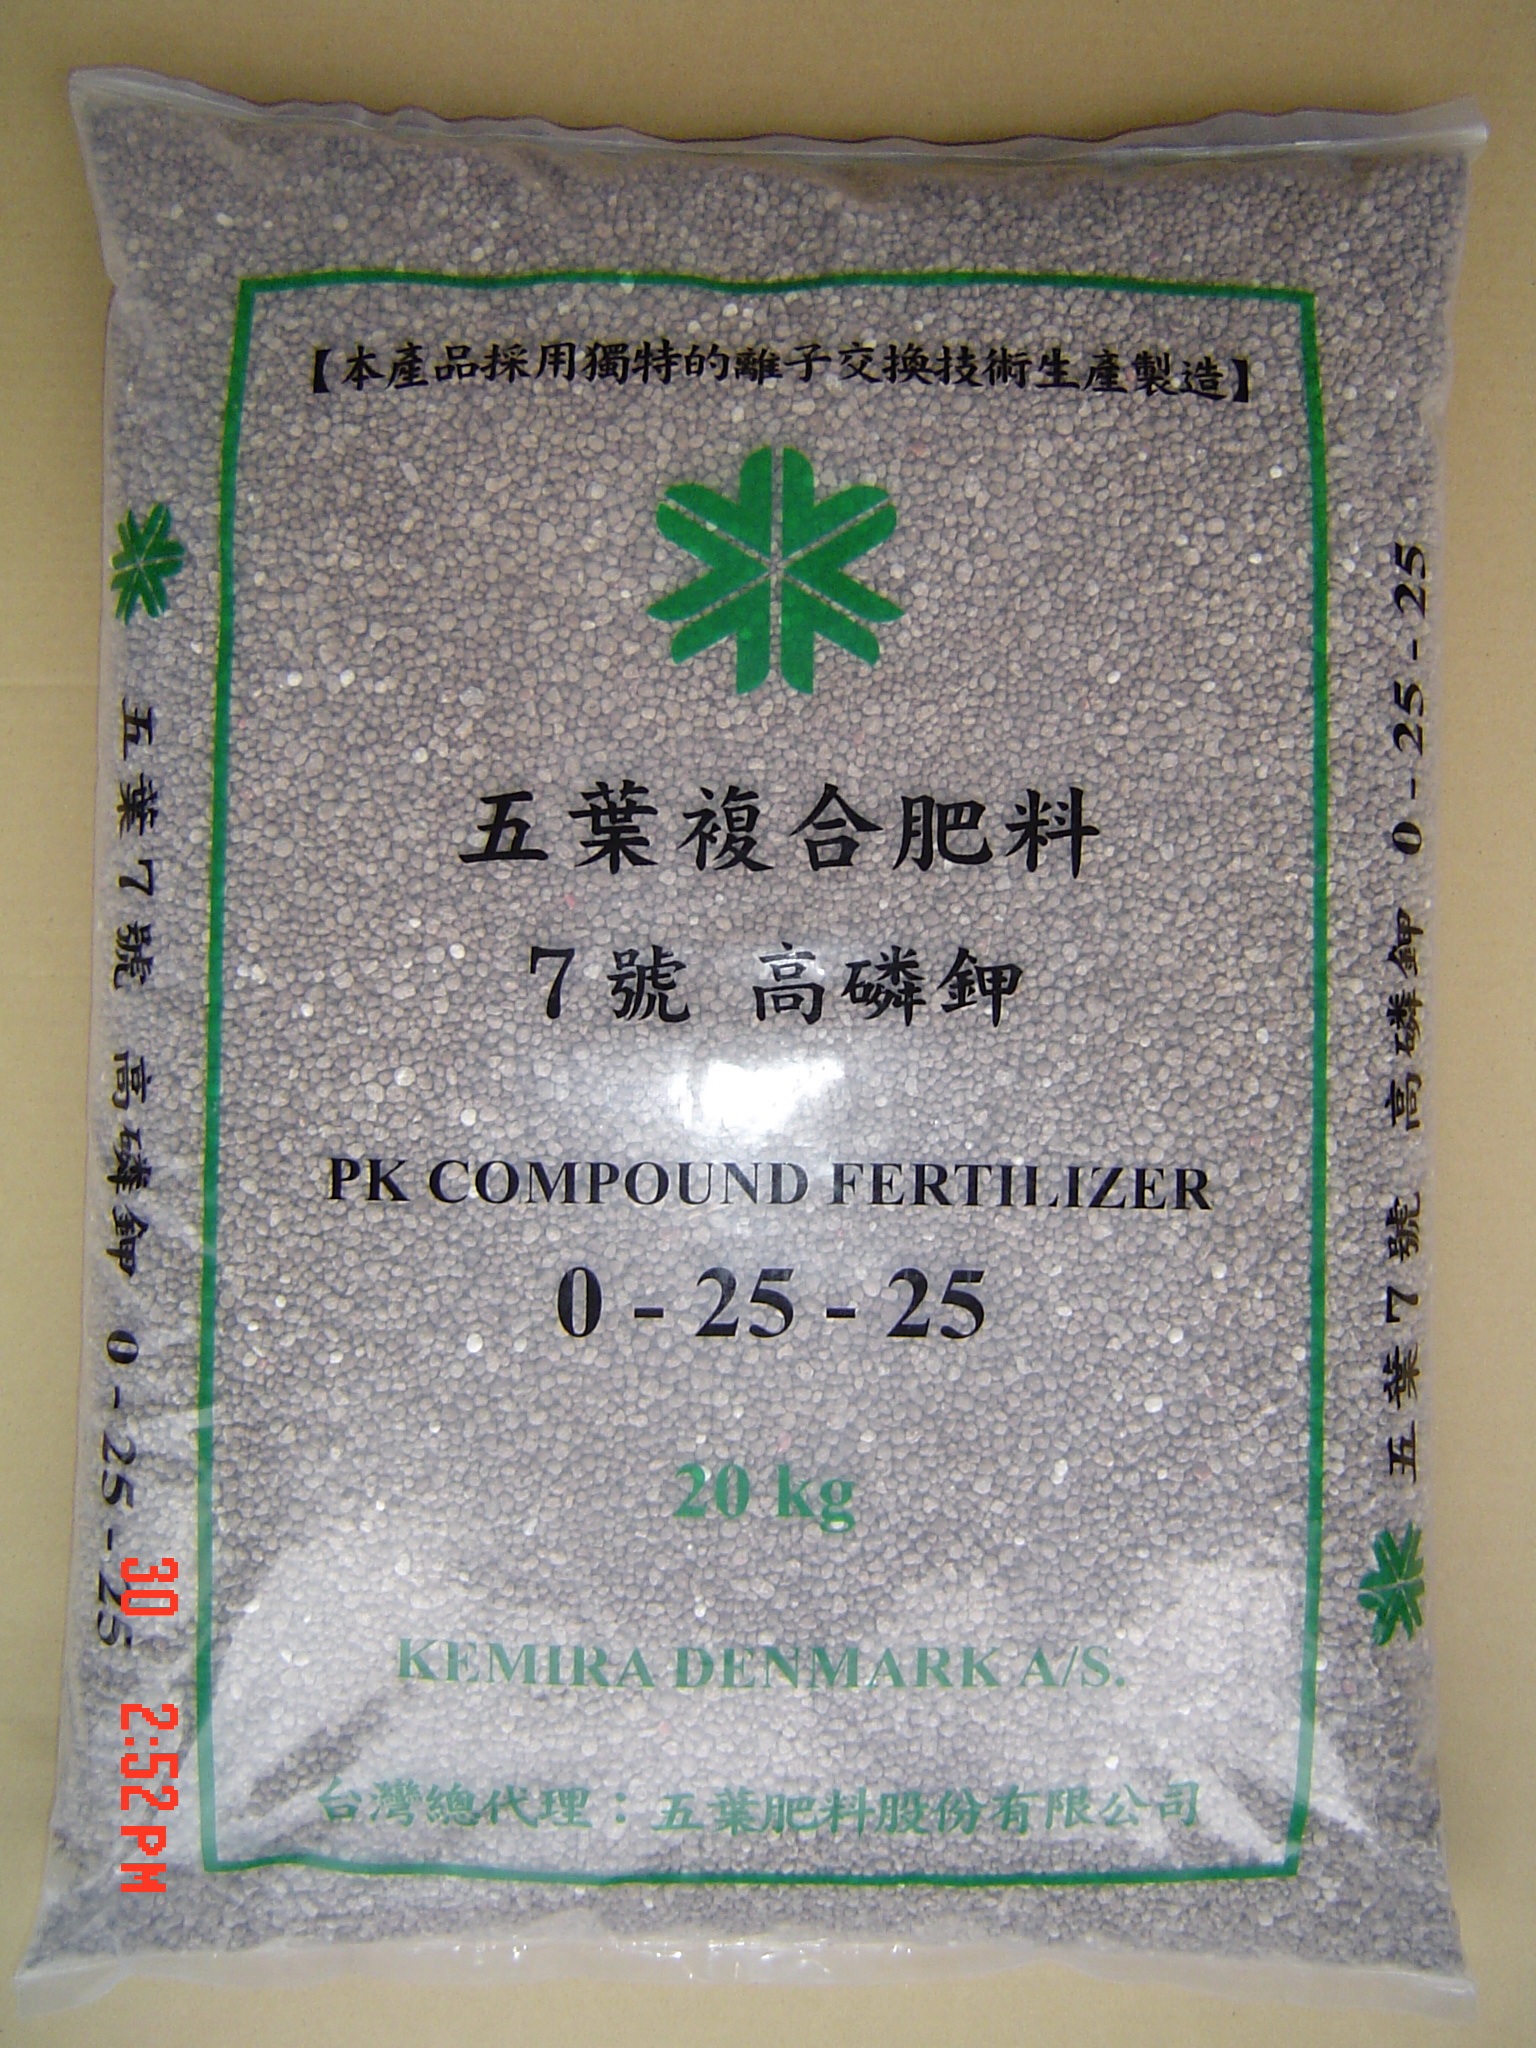 【本產品採用獨特的離子交換技術生產製造】
五葉複合肥料
7號 高磷鉀
PK COMPOUND FERTILIZER
0 - 25 - 25
20 kg
KEMIRA DENMARK A/S.
台灣總代理：五葉肥料股份有限公司
五葉7號 高磷鉀 0 - 25 - 25
五葉7號 高磷鉀 0 - 25 - 25
30 2:52 PM